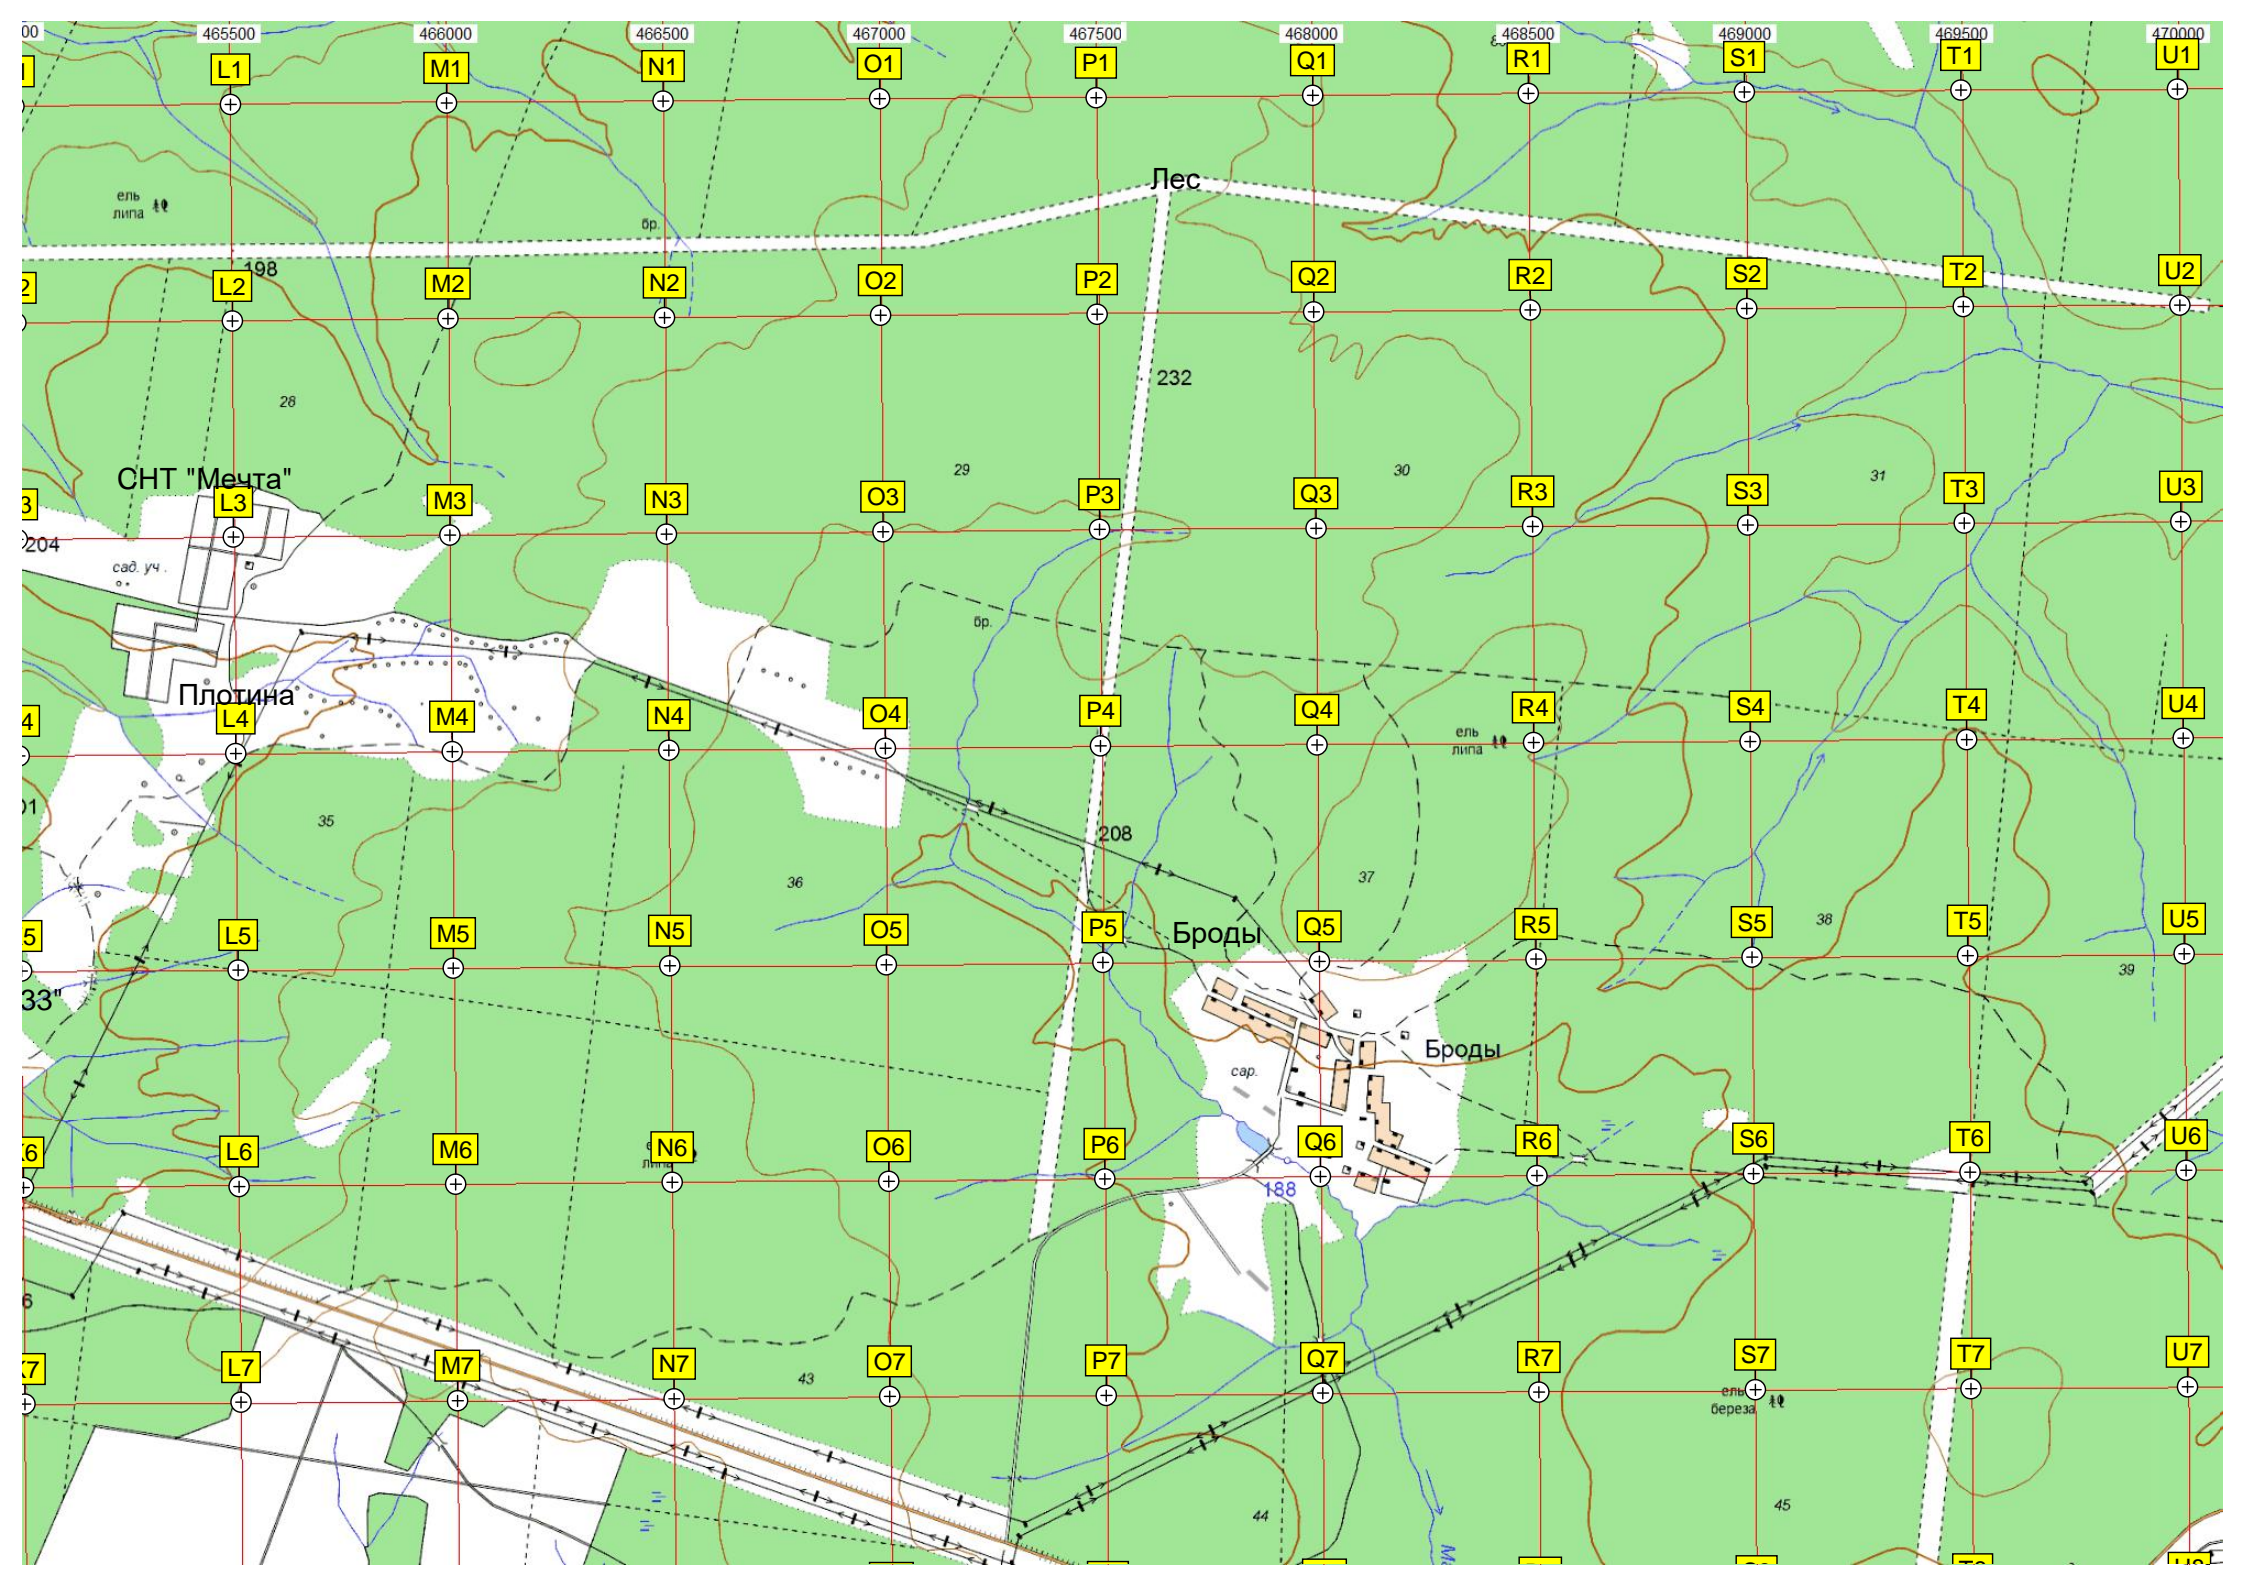 00 465500 466000 466500 467000 467500 468000 468500 469000 469500 470000
L1 M1 N1 O1 P1 Q1 R1 S1 T1 U1
Лес
ель
липа
бр.
198
2 L2 M2 N2 O2 P2 Q2 R2 S2 T2 U2
232
28
29 30 31
СНТ "Мечта"
3 L3 M3 N3 O3 P3 Q3 R3 S3 T3 U3
204
сад. уч.
бр.
Плотина
4 L4 M4 N4 O4 P4 Q4 R4 S4 T4 U4
ель
липа
35
208
36 37 38 39
Броды
5 L5 M5 N5 O5 P5 Q5 R5 S5 T5 U5
33"
Броды
сар.
L6 M6 N6 O6 P6 Q6 R6 S6 T6 U6
188
6
L7 M7 N7 O7 P7 Q7 R7 S7 T7 U7
43
ель
береза
44 45